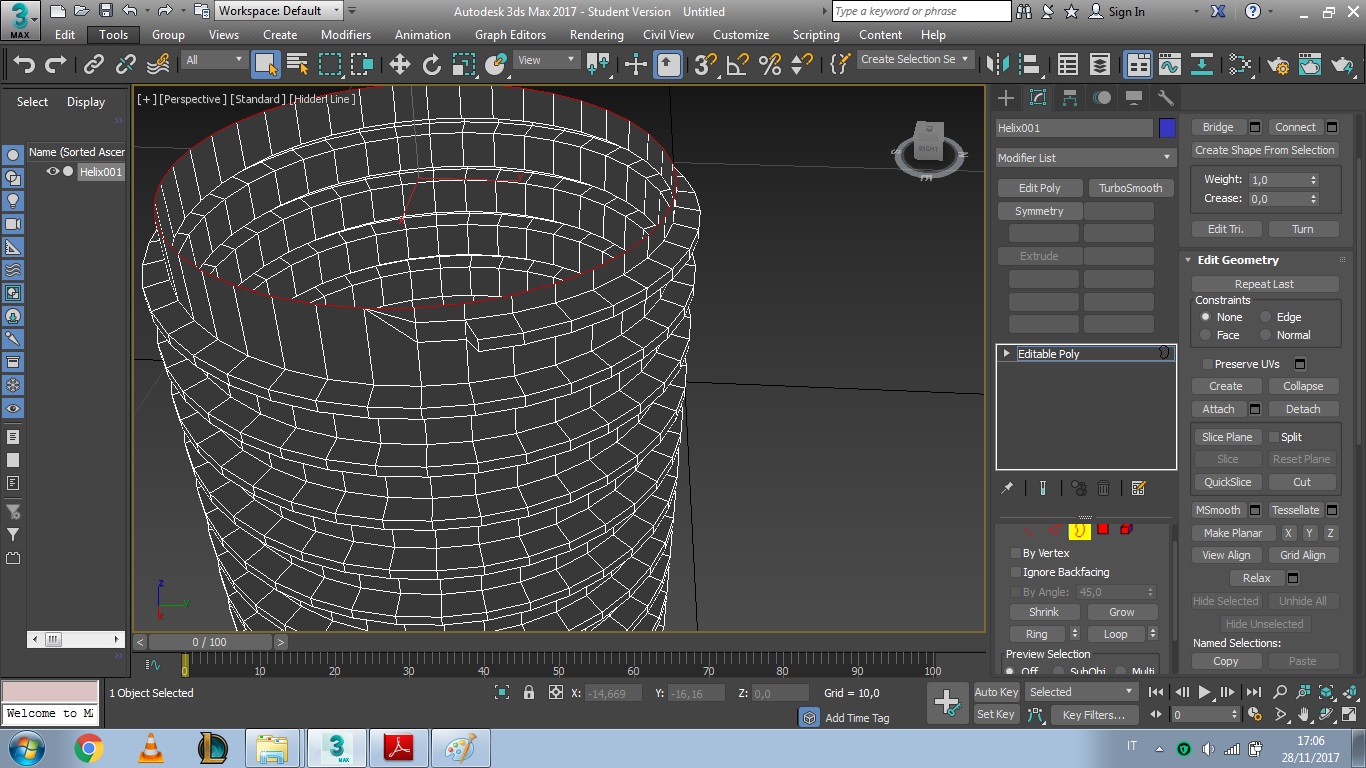 3
MAX
Workspace: Default
Autodesk 3ds Max 2017 - Student Version Untitled
Type a keyword or phrase
Sign In
Edit Tools Group Views Create Modifiers Animation Graph Editors Rendering Civil View Customize Scripting Content Help
All
View
3
Create Selection Se
Select Display
Name (Sorted Ascer
Helix001
[+] [Perspective] [Standard] [Hidden Line]
RIGHT
z
y
x
Helix001
Modifier List
Edit Poly TurboSmooth
Symmetry
Extrude
Editable Poly
By Vertex
Ignore Backfacing
By Angle: 45,0
Shrink Grow
Ring Loop
Preview Selection
Off SubObj Multi
Bridge Connect
Create Shape From Selection
Weight: 1,0
Crease: 0,0
Edit Tri. Turn
Edit Geometry
Repeat Last
Constraints
None Edge
Face Normal
Preserve UVs
Create Collapse
Attach Detach
Slice Plane Split
Slice Reset Plane
QuickSlice Cut
MSmooth Tessellate
Make Planar X Y Z
View Align Grid Align
Relax
Hide Selected Unhide All
Hide Unselected
Named Selections:
Copy Paste
< 0 / 100 >
0 10 20 30 40 50 60 70 80 90 100
1 Object Selected
X: -14,669 Y: -16,16 Z: 0,0 Grid = 10,0
Auto Key Selected
Welcome to MA
Add Time Tag
Set Key Key Filters...
0
3
MAX
IT
17:06
28/11/2017